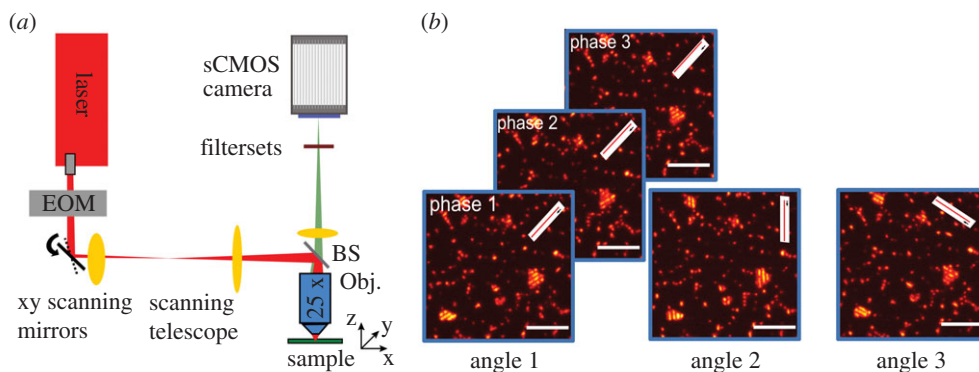 (a)
laser
EOM
xy scanning
mirrors
scanning
telescope
sCMOS
camera
filtersets
BS
Obj.
25 x
sample
z
y
x
(b)
phase 3
phase 2
phase 1
angle 1
angle 2
angle 3